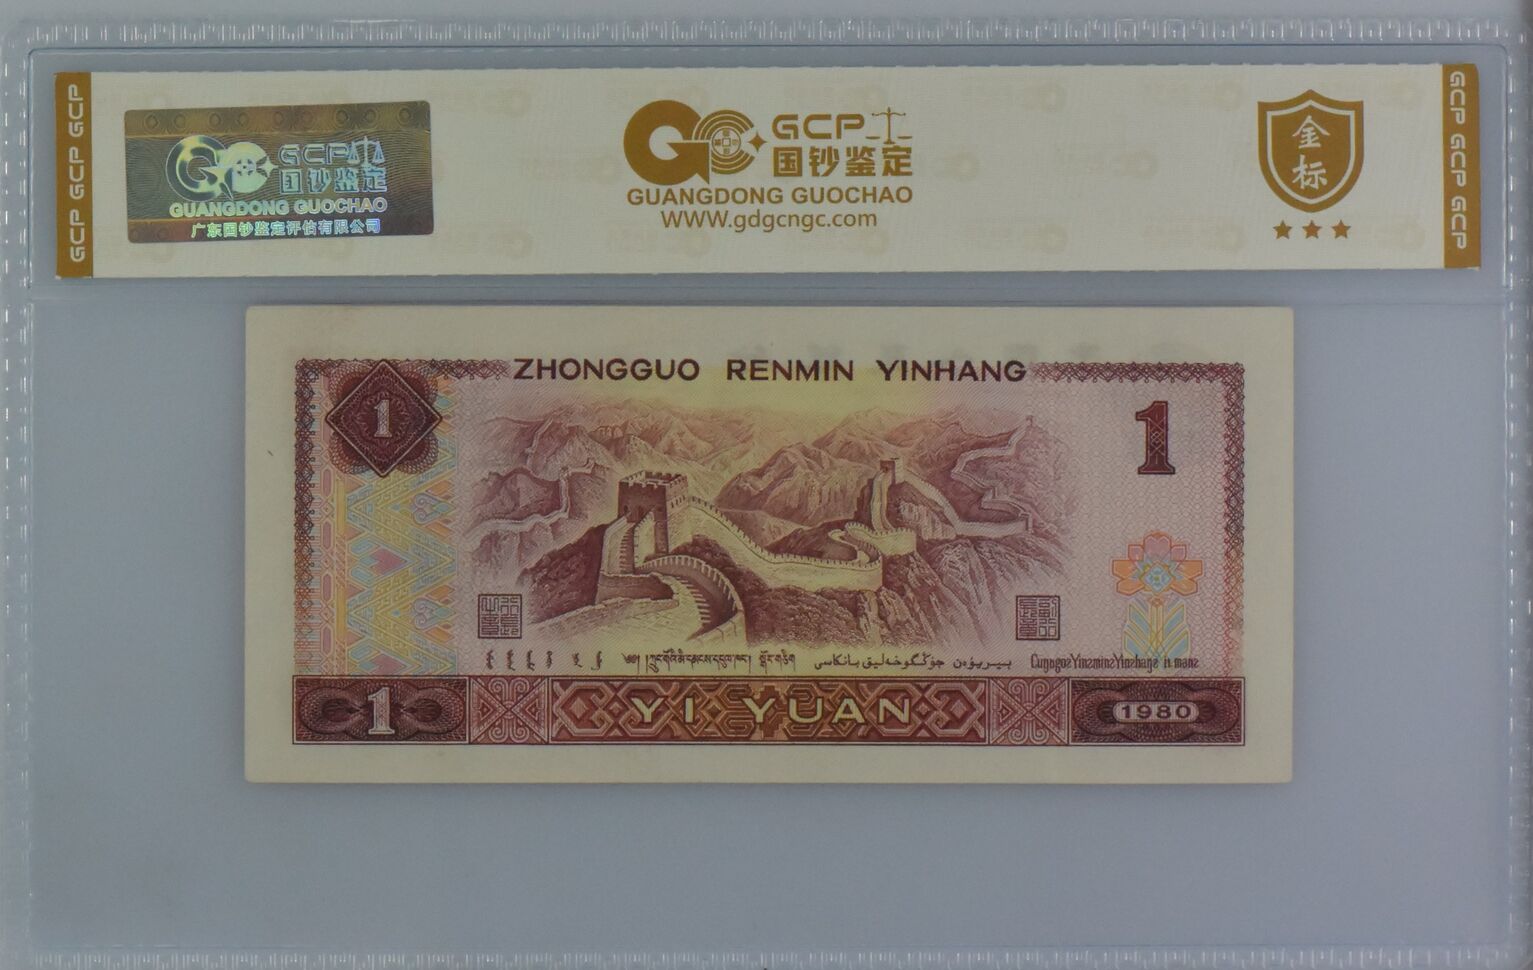 GCP GCP GCP
GCP
国钞鉴定
GUANGDONG GUOCHAO
广东国钞鉴定评估有限公司
GCP
国钞鉴定
GUANGDONG GUOCHAO
WWW.gdgcngc.com
金
标
GCP GCP GCP
ZHONGGUO RENMIN YINHANG
1
1
YI YUAN
1
1980